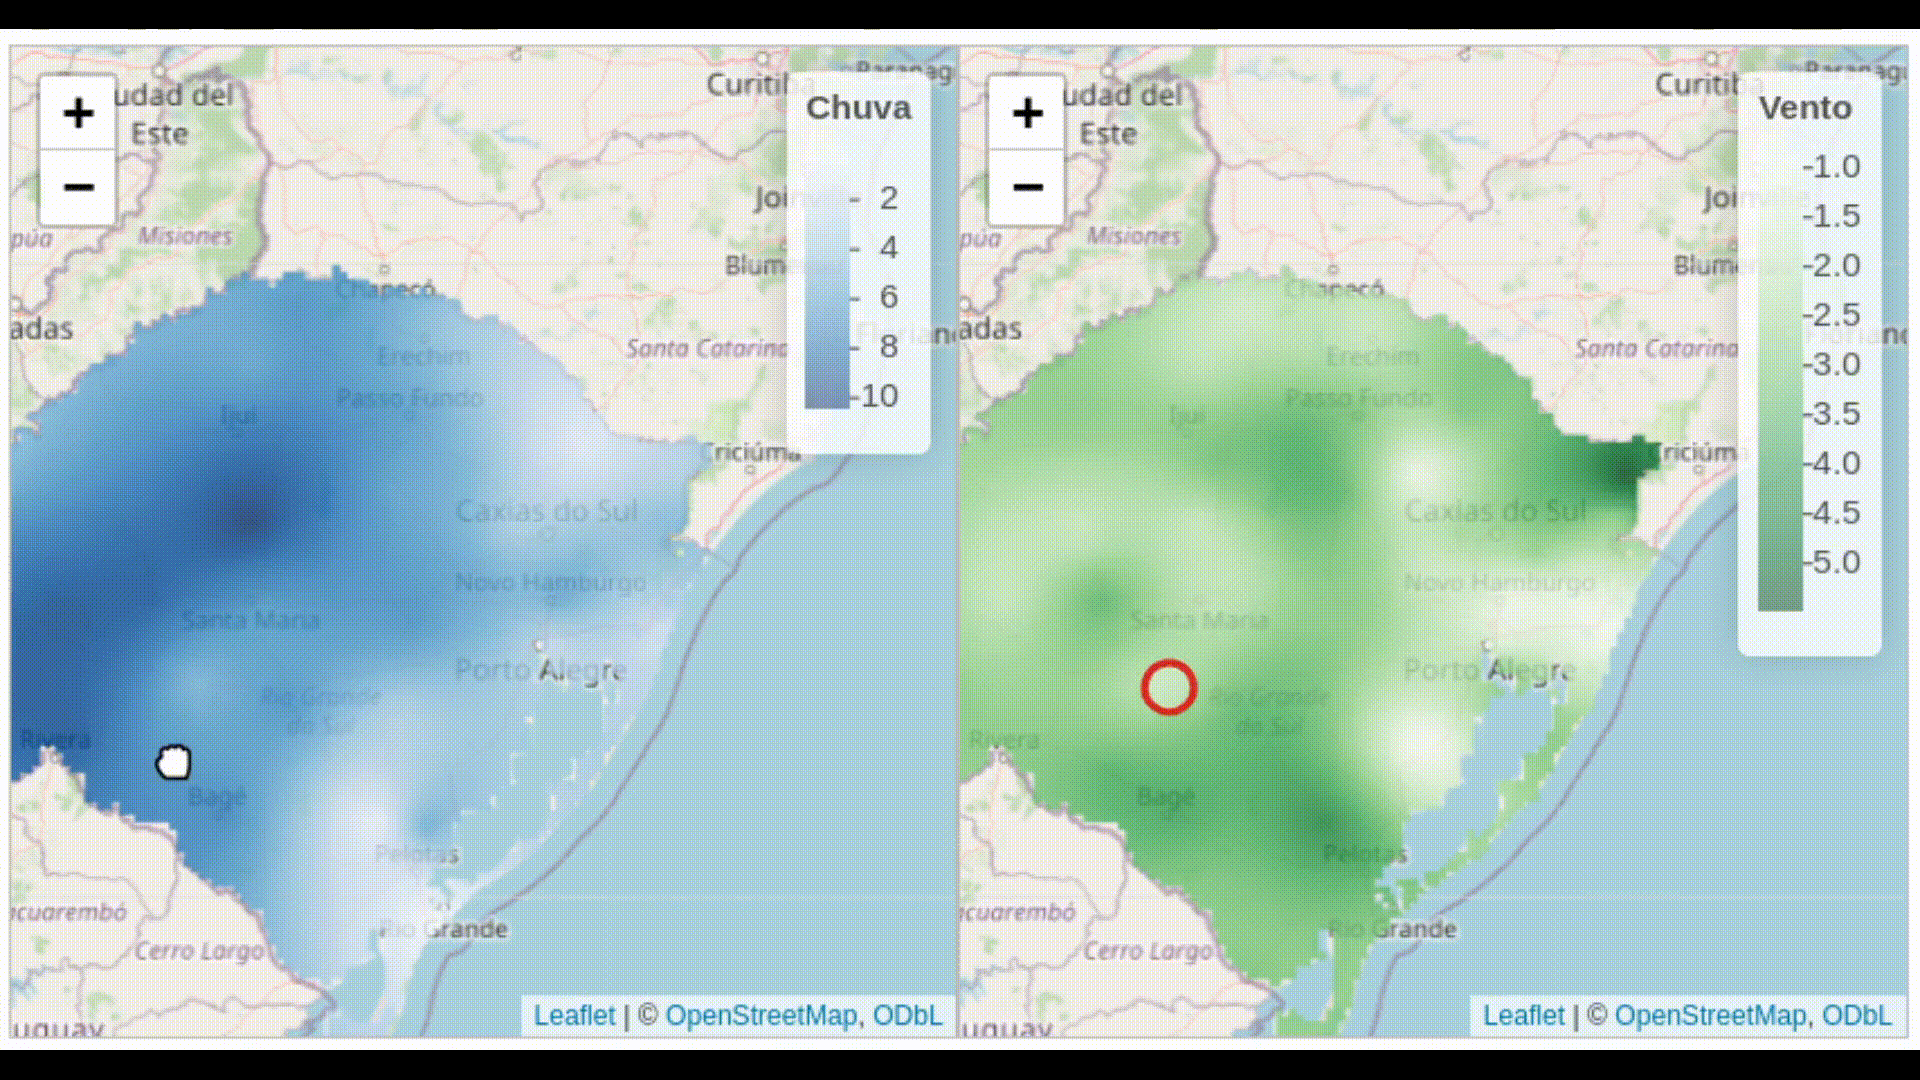 +
−
udad del
Este
Misiones
púa
adas
Curitib
Paranag
Chuva
- 2
- 4
- 6
- 8
-10
Joi
Blum
Chapecó
Erechim
Santa Catarina
Passo Fundo
Ijuí
Criciúma
Caxias do Sul
Novo Hamburgo
Santa Maria
Porto Alegre
Rio Grande
do Sul
Rivera
Bagé
Pelotas
Rio Grande
cuarembó
Cerro Largo
uguay
Leaflet | © OpenStreetMap, ODbL
+
−
udad del
Este
Misiones
púa
adas
Curitib
Paranagu
Vento
-1.0
-1.5
-2.0
-2.5
-3.0
-3.5
-4.0
-4.5
-5.0
Join
Blume
Chapecó
Erechim
Santa Catarina
Passo Fundo
Ijuí
Criciúm
Caxias do Sul
Novo Hamburgo
Santa Maria
Porto Alegre
Rio Grande
do Sul
Rivera
Bagé
Pelotas
Rio Grande
cuarembó
Cerro Largo
uguay
Leaflet | © OpenStreetMap, ODbL